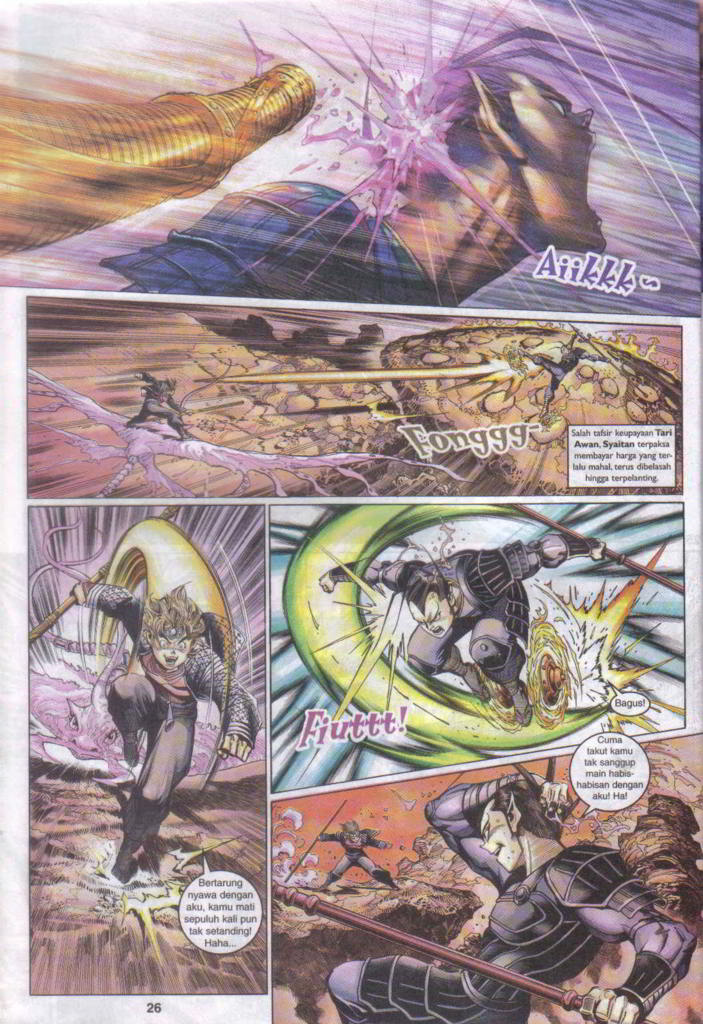 Aiikkk~
Fonggg-
Salah tafsir keupayaan Tari
Awan, Syaitan terpaksa
membayar harga yang ter-
lalu mahal, terus dibelasah
hingga terpelanting.
Bertarung
nyawa dengan
aku, kamu mati
sepuluh kali pun
tak setanding!
Haha...
Fiuttt!
Bagus!
Cuma
takut kamu
tak sanggup
main habis-
habisan dengan
aku! Ha!
26